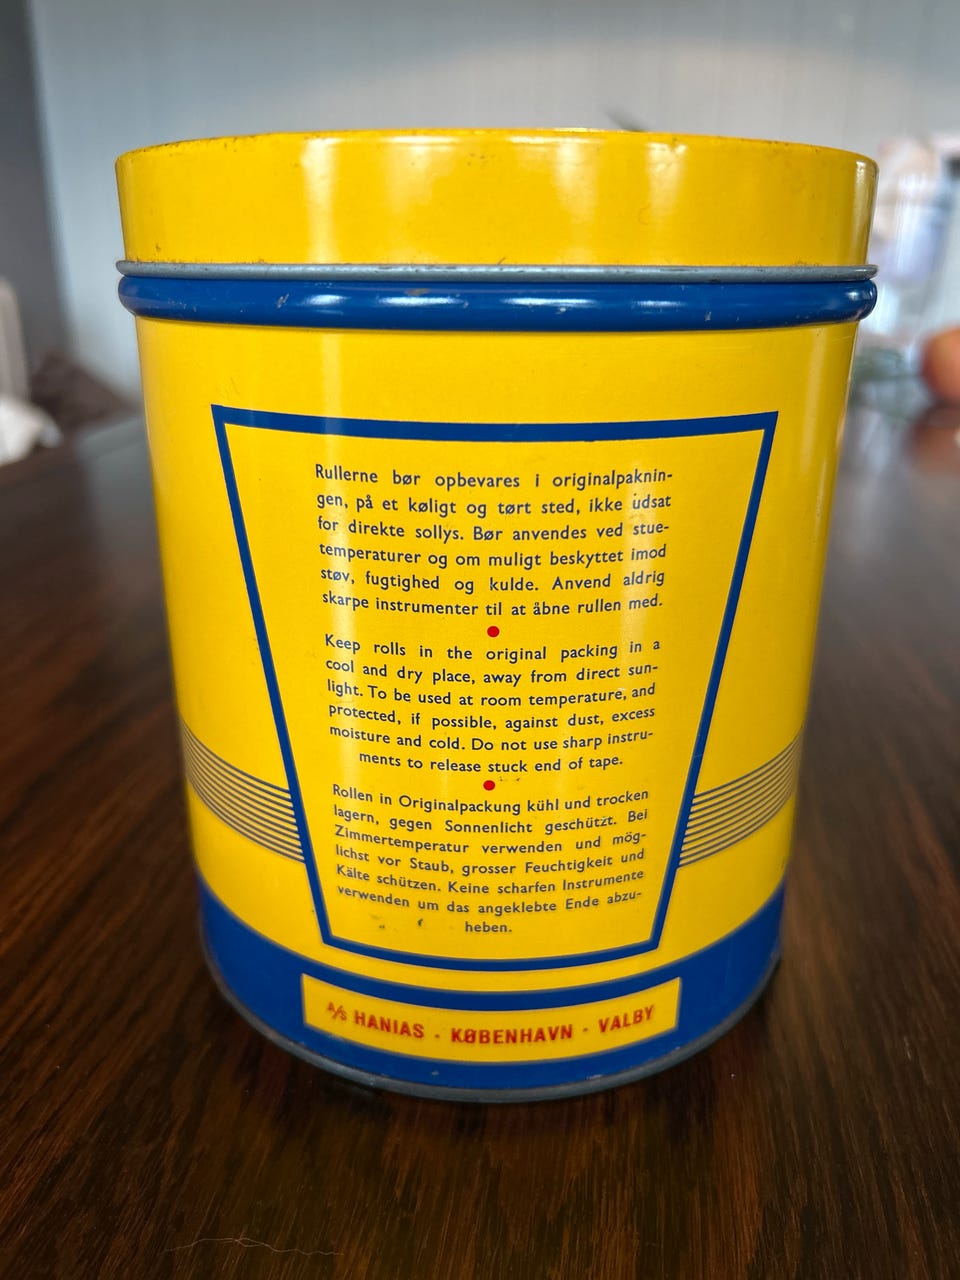 Rullerne bør opbevares i originalpaknin-
gen, på et køligt og tørt sted, ikke udsat
for direkte sollys. Bør anvendes ved stue-
temperaturer og om muligt beskyttet imod
støv, fugtighed og kulde. Anvend aldrig
skarpe instrumenter til at åbne rullen med.
Keep rolls in the original packing in a
cool and dry place, away from direct sun-
light. To be used at room temperature, and
protected, if possible, against dust, excess
moisture and cold. Do not use sharp instru-
ments to release stuck end of tape.
Rollen in Originalpackung kühl und trocken
lagern, gegen Sonnenlicht geschützt. Bei
Zimmertemperatur verwenden und mög-
lichst vor Staub, grosser Feuchtigkeit und
Kälte schützen. Keine scharfen Instrumente
verwenden um das angeklebte Ende abzu-
heben.
A/S HANIAS · KØBENHAVN · VALBY